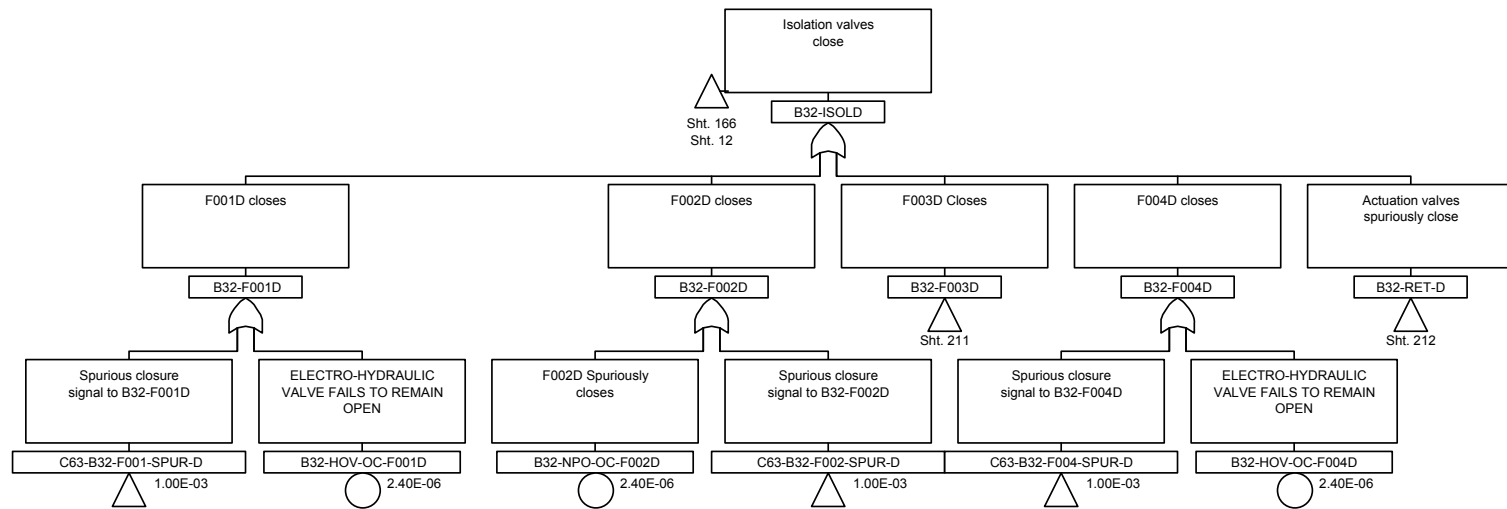 Isolation valves
close
B32-ISOLD
Sht. 166
Sht. 12
F001D closes
F002D closes
F003D Closes
F004D closes
Actuation valves
spuriously close
B32-F001D
B32-F002D
B32-F003D
B32-F004D
B32-RET-D
Sht. 211
Sht. 212
Spurious closure
signal to B32-F001D
ELECTRO-HYDRAULIC
VALVE FAILS TO REMAIN
OPEN
F002D Spuriously
closes
Spurious closure
signal to B32-F002D
Spurious closure
signal to B32-F004D
ELECTRO-HYDRAULIC
VALVE FAILS TO REMAIN
OPEN
C63-B32-F001-SPUR-D
B32-HOV-OC-F001D
B32-NPO-OC-F002D
C63-B32-F002-SPUR-D
C63-B32-F004-SPUR-D
B32-HOV-OC-F004D
1.00E-03
2.40E-06
2.40E-06
1.00E-03
1.00E-03
2.40E-06